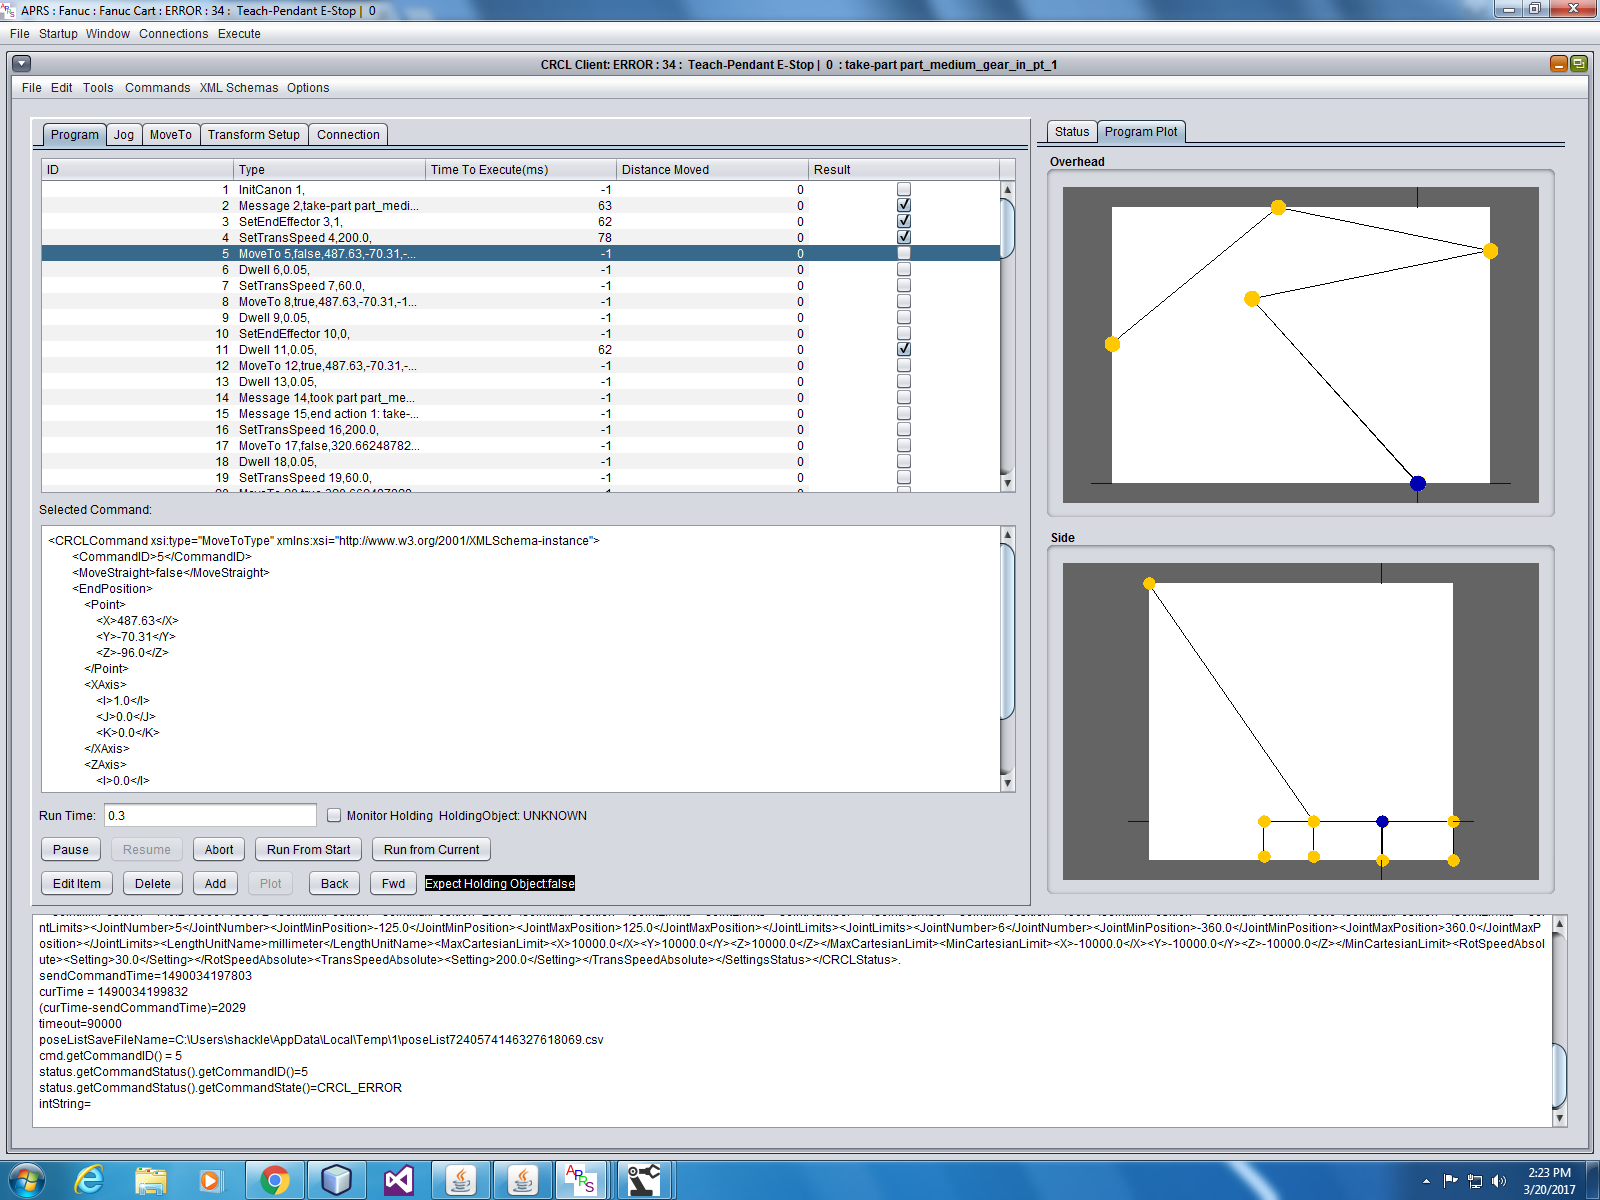 APRS : Fanuc : Fanuc Cart : ERROR : 34 :  Teach-Pendant E-Stop |  0
File Startup Window Connections Execute
CRCL Client: ERROR : 34 :  Teach-Pendant E-Stop |  0  : take-part part_medium_gear_in_pt_1
File Edit Tools Commands XML Schemas Options
Program Jog MoveTo Transform Setup Connection
Status Program Plot
ID Type Time To Execute(ms) Distance Moved Result
1 InitCanon 1, -1 0
2 Message 2,take-part part_medi... 63 0
3 SetEndEffector 3,1, 62 0
4 SetTransSpeed 4,200.0, 78 0
5 MoveTo 5,false,487.63,-70.31,-... -1 0
6 Dwell 6,0.05, -1 0
7 SetTransSpeed 7,60.0, -1 0
8 MoveTo 8,true,487.63,-70.31,-1... -1 0
9 Dwell 9,0.05, -1 0
10 SetEndEffector 10,0, -1 0
11 Dwell 11,0.05, 62 0
12 MoveTo 12,true,487.63,-70.31,-... -1 0
13 Dwell 13,0.05, -1 0
14 Message 14,took part part_me... -1 0
15 Message 15,end action 1: take-... -1 0
16 SetTransSpeed 16,200.0, -1 0
17 MoveTo 17,false,320.66248782... -1 0
18 Dwell 18,0.05, -1 0
19 SetTransSpeed 19,60.0, -1 0
Overhead
Side
Selected Command:
<CRCLCommand xsi:type="MoveToType" xmlns:xsi="http://www.w3.org/2001/XMLSchema-instance">
<CommandID>5</CommandID>
<MoveStraight>false</MoveStraight>
<EndPosition>
<Point>
<X>487.63</X>
<Y>-70.31</Y>
<Z>-96.0</Z>
</Point>
<XAxis>
<I>1.0</I>
<J>0.0</J>
<K>0.0</K>
</XAxis>
<ZAxis>
<I>0.0</I>
Run Time: 0.3 Monitor Holding HoldingObject: UNKNOWN
Pause Resume Abort Run From Start Run from Current
Edit Item Delete Add Plot Back Fwd Expect Holding Object:false
ntLimits><JointNumber>5</JointNumber><JointMinPosition>-125.0</JointMinPosition><JointMaxPosition>125.0</JointMaxPosition></JointLimits><JointLimits><JointNumber>6</JointNumber><JointMinPosition>-360.0</JointMinPosition><JointMaxPosition>360.0</JointMaxP
osition></JointLimits><LengthUnitName>millimeter</LengthUnitName><MaxCartesianLimit><X>10000.0</X><Y>10000.0</Y><Z>10000.0</Z></MaxCartesianLimit><MinCartesianLimit><X>-10000.0</X><Y>-10000.0</Y><Z>-10000.0</Z></MinCartesianLimit><RotSpeedAbsol
ute><Setting>30.0</Setting></RotSpeedAbsolute><TransSpeedAbsolute><Setting>200.0</Setting></TransSpeedAbsolute></SettingsStatus></CRCLStatus>.
sendCommandTime=1490034197803
curTime = 1490034199832
(curTime-sendCommandTime)=2029
timeout=90000
poseListSaveFileName=C:\Users\shackle\AppData\Local\Temp\1\poseList7240574146327618069.csv
cmd.getCommandID() = 5
status.getCommandStatus().getCommandID()=5
status.getCommandStatus().getCommandState()=CRCL_ERROR
intString=
APRS
2:23 PM
3/20/2017